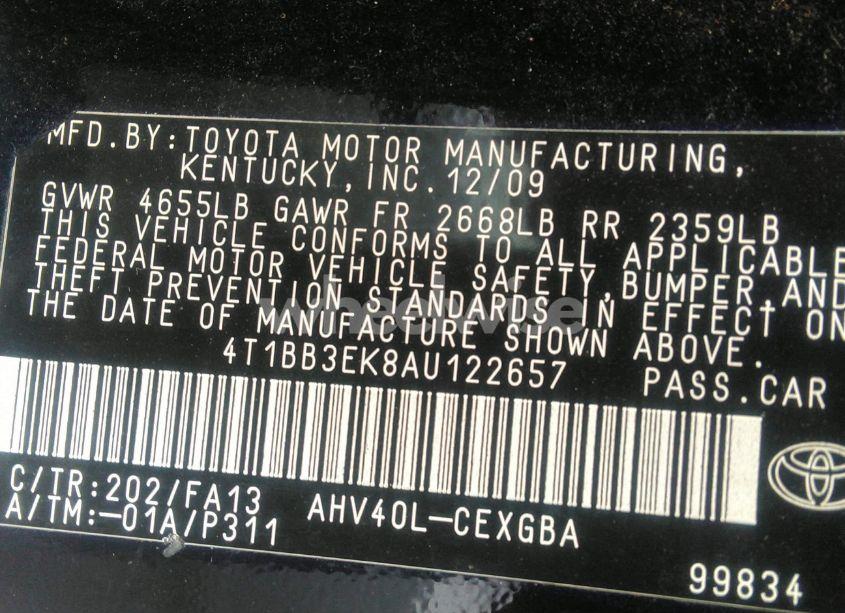 MFD.BY:TOYOTA MOTOR MANUFACTURING,
KENTUCKY,INC.12/09
GVWR 4655LB GAWR FR 2668LB RR 2359LB
THIS VEHICLE CONFORMS TO ALL APPLICABLE
FEDERAL MOTOR VEHICLE SAFETY,BUMPER,AND
THEFT PREVENTION STANDARDS IN EFFECT ON
THE DATE OF MANUFACTURE SHOWN ABOVE.
wheelwise
4T1BB3EK8AU122657 PASS.CAR
C/TR:202/FA13
A/TM:-01A/P311 AHV40L-CEXGBA
99834